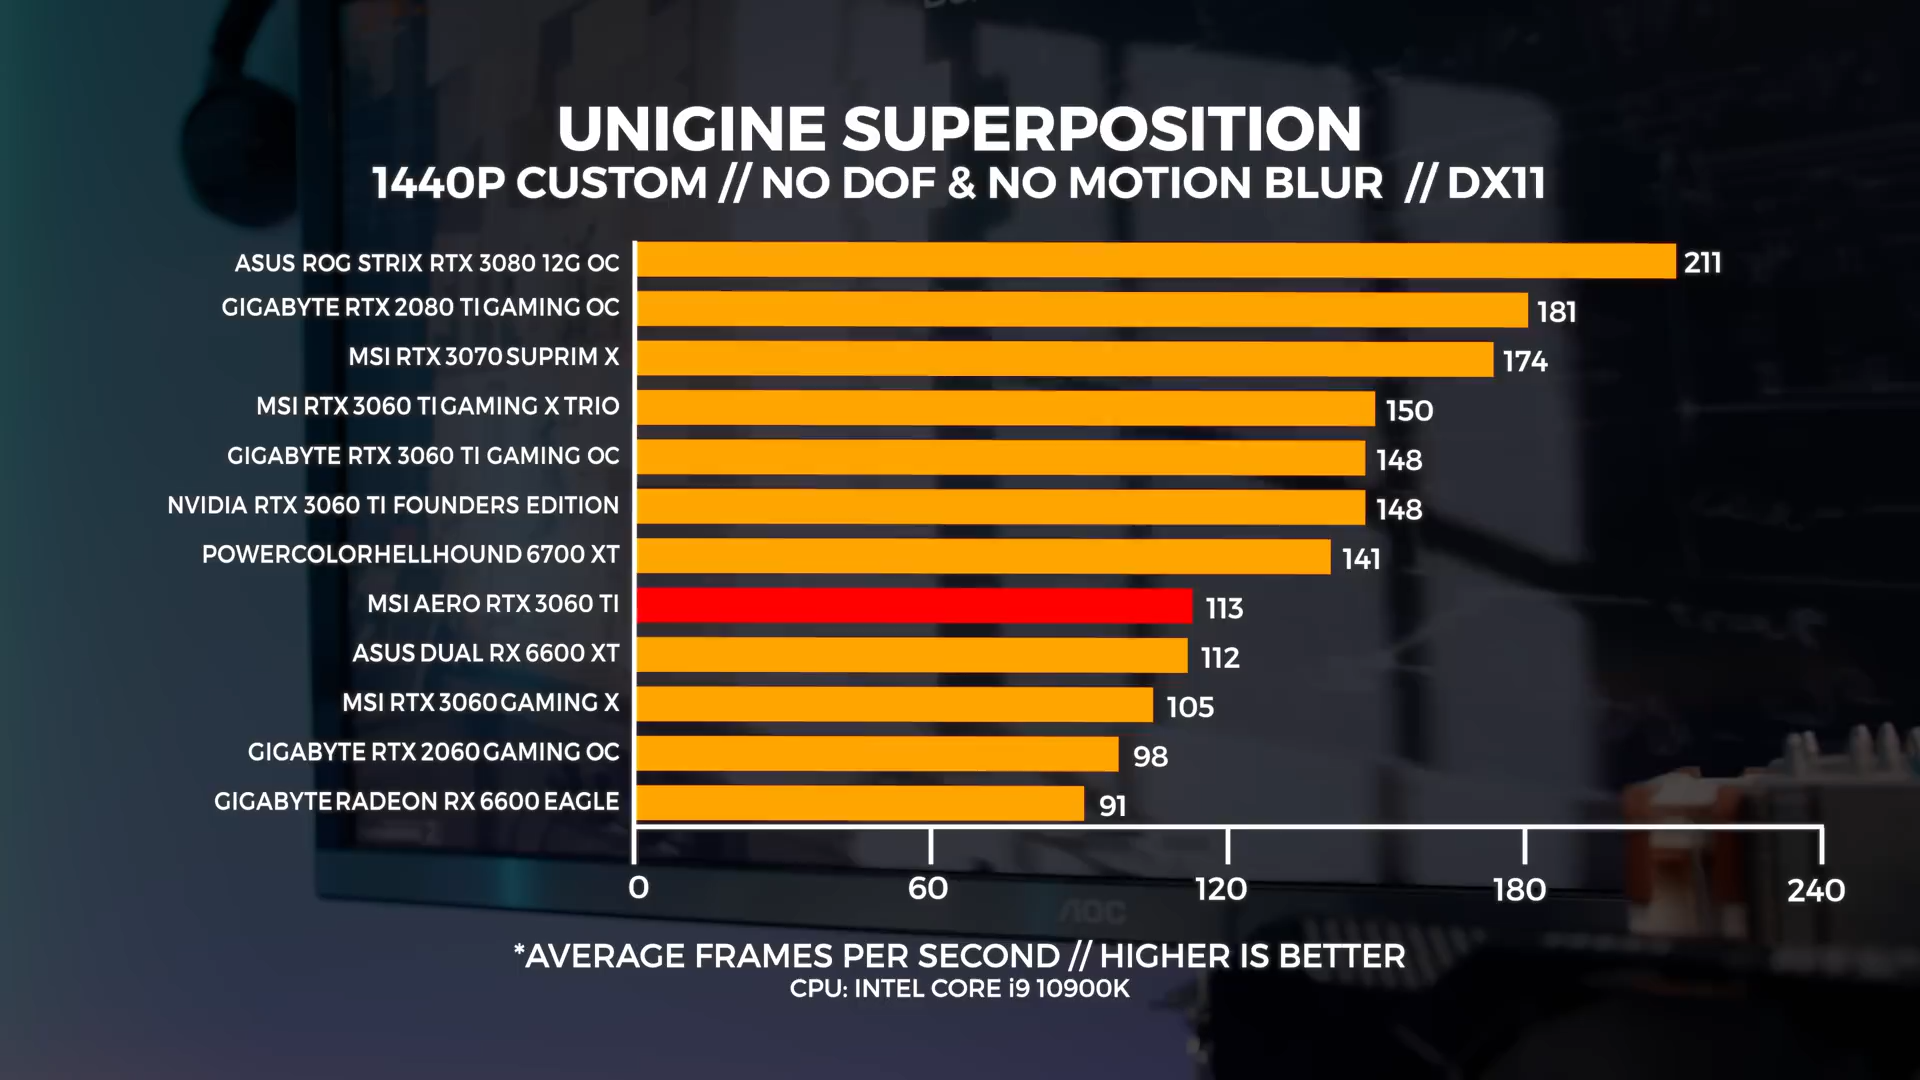 UNIGINE SUPERPOSITION
1440P CUSTOM // NO DOF & NO MOTION BLUR // DX11
ASUS ROG STRIX RTX 3080 12G OC 211
GIGABYTE RTX 2080 TI GAMING OC 181
MSI RTX 3070 SUPRIM X 174
MSI RTX 3060 TI GAMING X TRIO 150
GIGABYTE RTX 3060 TI GAMING OC 148
NVIDIA RTX 3060 TI FOUNDERS EDITION 148
POWERCOLORHELLHOUND 6700 XT 141
MSI AERO RTX 3060 TI 113
ASUS DUAL RX 6600 XT 112
MSI RTX 3060 GAMING X 105
GIGABYTE RTX 2060 GAMING OC 98
GIGABYTE RADEON RX 6600 EAGLE 91
0 60 120 180 240
AOC
*AVERAGE FRAMES PER SECOND // HIGHER IS BETTER
CPU: INTEL CORE i9 10900K